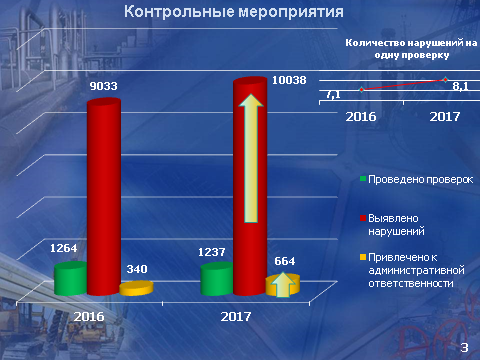 Контрольные мероприятия
Количество нарушений на
одну проверку
7,1
8,1
2016
2017
9033
10038
1264
340
1237
664
2016
2017
Проведено проверок
Выявлено
нарушений
Привлечено к
административной
ответственности
3